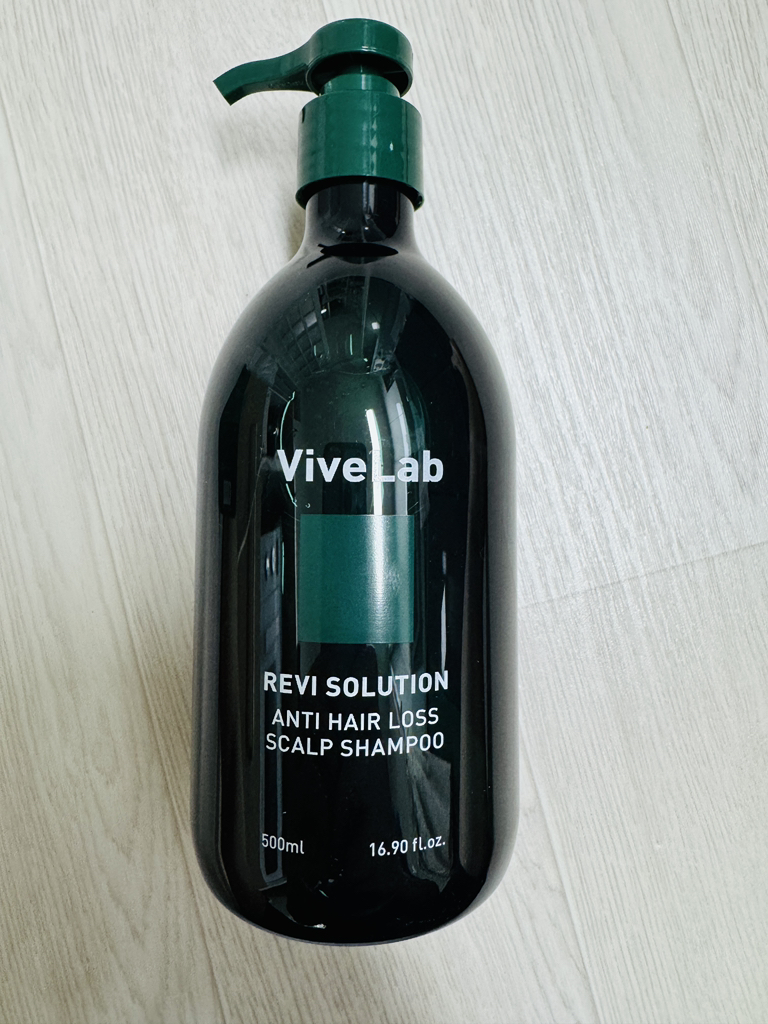 ViveLab
REVI SOLUTION
ANTI HAIR LOSS
SCALP SHAMPOO
500ml 16.90 fl.oz.